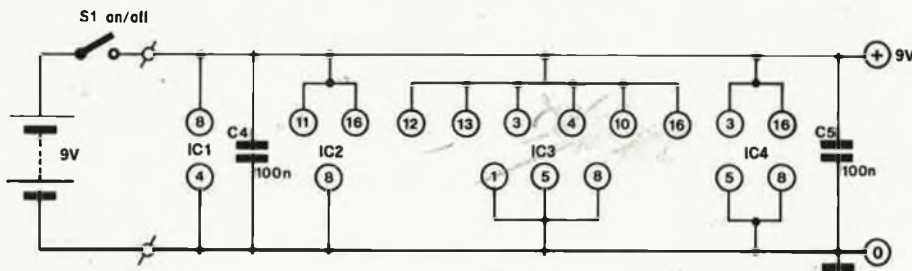 S1 on/off
+ 9V
8 11 16 12 13 3 4 10 16 3 16
9V IC1 C4 100n IC2 IC3 IC4 C5 100n
4 8 1 5 8 5 8
0